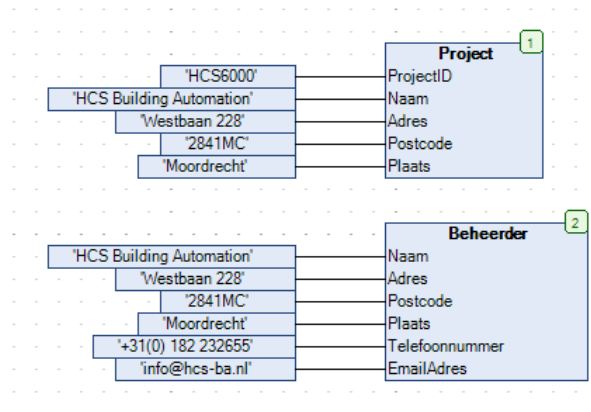 1
Project
'HCS6000' ProjectID
'HCS Building Automation' Naam
'Westbaan 228' Adres
'2841MC' Postcode
'Moordrecht' Plaats
2
Beheerder
'HCS Building Automation' Naam
'Westbaan 228' Adres
'2841MC' Postcode
'Moordrecht' Plaats
'+31(0) 182 232655' Telefoonnummer
'info@hcs-ba.nl' EmailAdres